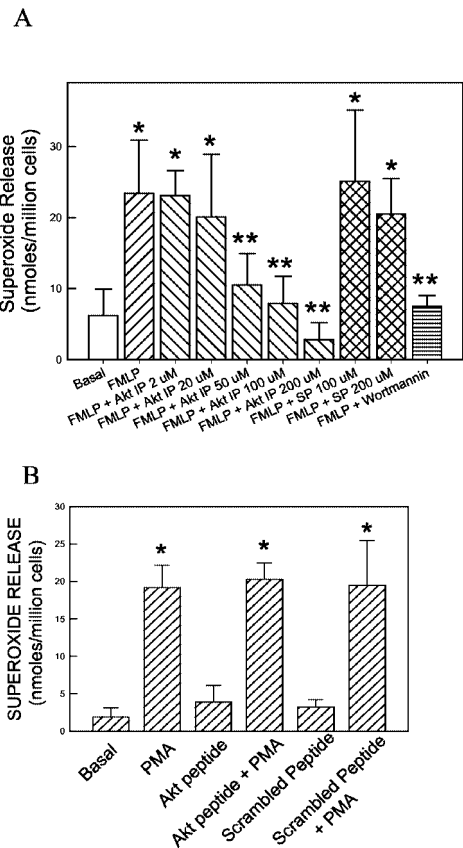 A
Superoxide Release
(nmoles/million cells)
30
20
10
0
*
*
*
**
**
**
*
*
**
Basal
FMLP
FMLP + Akt IP 2 uM
FMLP + Akt IP 20 uM
FMLP + Akt IP 50 uM
FMLP + Akt IP 100 uM
FMLP + Akt IP 200 uM
FMLP + SP 100 uM
FMLP + SP 200 uM
FMLP + Wortmannin
B
SUPEROXIDE RELEASE
(nmoles/million cells)
30
25
20
15
10
5
0
*
*
*
Basal
PMA
Akt peptide
Akt peptide + PMA
Scrambled Peptide
Scrambled Peptide
+ PMA